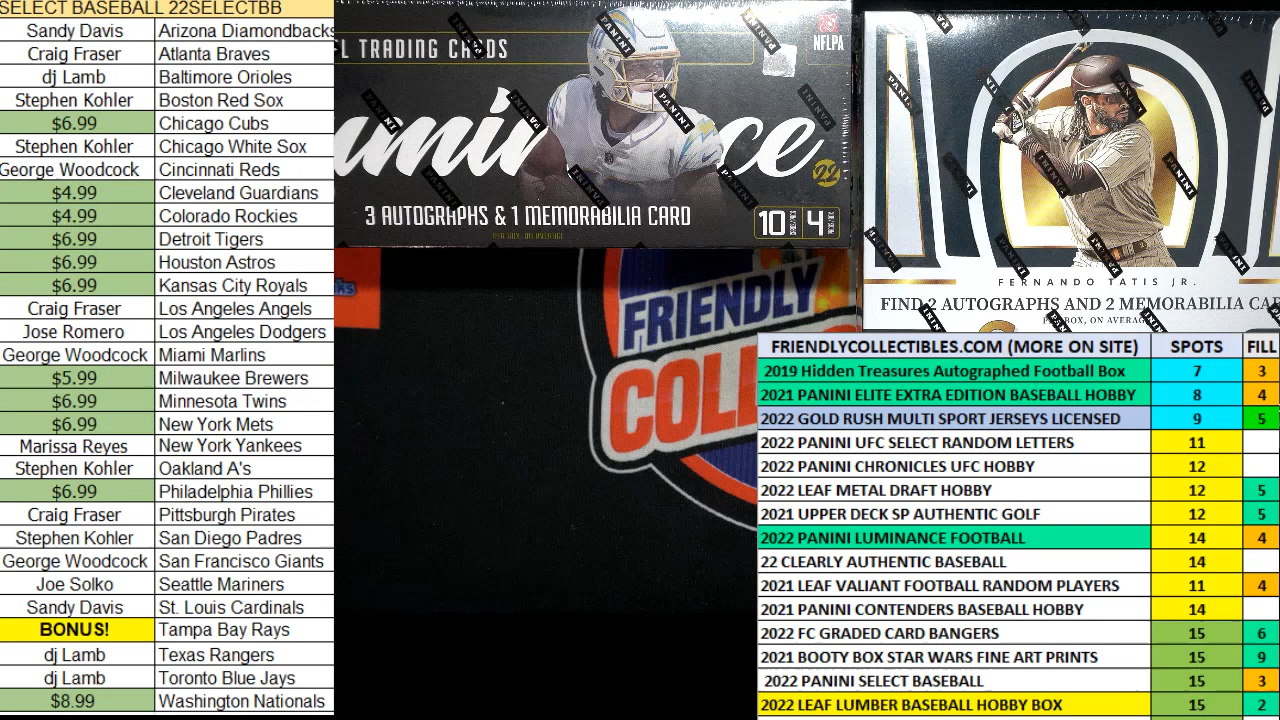 SELECT BASEBALL 22SELECTBB
Sandy Davis Arizona Diamondbacks
Craig Fraser Atlanta Braves
dj Lamb Baltimore Orioles
Stephen Kohler Boston Red Sox
$6.99 Chicago Cubs
Stephen Kohler Chicago White Sox
George Woodcock Cincinnati Reds
$4.99 Cleveland Guardians
$4.99 Colorado Rockies
$6.99 Detroit Tigers
$6.99 Houston Astros
$6.99 Kansas City Royals
Craig Fraser Los Angeles Angels
Jose Romero Los Angeles Dodgers
George Woodcock Miami Marlins
$5.99 Milwaukee Brewers
$6.99 Minnesota Twins
$6.99 New York Mets
Marissa Reyes New York Yankees
Stephen Kohler Oakland A's
$6.99 Philadelphia Phillies
Craig Fraser Pittsburgh Pirates
Stephen Kohler San Diego Padres
George Woodcock San Francisco Giants
Joe Solko Seattle Mariners
Sandy Davis St. Louis Cardinals
BONUS! Tampa Bay Rays
dj Lamb Texas Rangers
dj Lamb Toronto Blue Jays
$8.99 Washington Nationals
FL TRADING CARDS
NFLPA
PANINI
22
3 AUTOGRAPHS & 1 MEMORABILIA CARD
PER BOX, ON AVERAGE
10 4
FERNANDO TATIS JR.
FIND 2 AUTOGRAPHS AND 2 MEMORABILIA CA
PER BOX, ON AVERAGE
FRIENDLY
COLL
FRIENDLYCOLLECTIBLES.COM (MORE ON SITE) SPOTS FILL
2019 Hidden Treasures Autographed Football Box 7 3
2021 PANINI ELITE EXTRA EDITION BASEBALL HOBBY 8 4
2022 GOLD RUSH MULTI SPORT JERSEYS LICENSED 9 5
2022 PANINI UFC SELECT RANDOM LETTERS 11
2022 PANINI CHRONICLES UFC HOBBY 12
2022 LEAF METAL DRAFT HOBBY 12 5
2021 UPPER DECK SP AUTHENTIC GOLF 12 5
2022 PANINI LUMINANCE FOOTBALL 14 4
22 CLEARLY AUTHENTIC BASEBALL 14
2021 LEAF VALIANT FOOTBALL RANDOM PLAYERS 11 4
2021 PANINI CONTENDERS BASEBALL HOBBY 14
2022 FC GRADED CARD BANGERS 15 6
2021 BOOTY BOX STAR WARS FINE ART PRINTS 15 9
2022 PANINI SELECT BASEBALL 15 3
2022 LEAF LUMBER BASEBALL HOBBY BOX 15 2